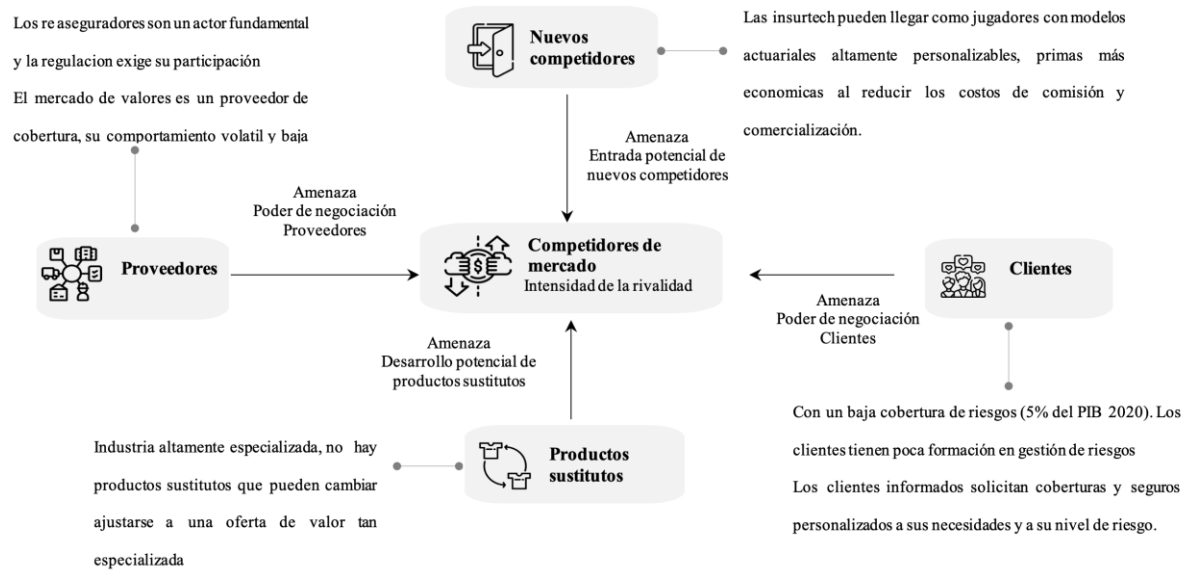 Los re aseguradores son un actor fundamental
y la regulacion exige su participación
El mercado de valores es un proveedor de
cobertura, su comportamiento volatil y baja
Nuevos
competidores
Las insurtech pueden llegar como jugadores con modelos
actuariales altamente personalizables, primas más
economicas al reducir los costos de comisión y
comercialización.
Amenaza
Entrada potencial de
nuevos competidores
Amenaza
Poder de negociación
Proveedores
Proveedores
Competidores de
mercado
Intensidad de la rivalidad
Clientes
Amenaza
Poder de negociación
Clientes
Amenaza
Desarrollo potencial de
productos sustitutos
Con un baja cobertura de riesgos (5% del PIB 2020). Los
clientes tienen poca formación en gestión de riesgos
Los clientes informados solicitan coberturas y seguros
personalizados a sus necesidades y a su nivel de riesgo.
Industria altamente especializada, no hay
productos sustitutos que pueden cambiar
ajustarse a una oferta de valor tan
especializada
Productos
sustitutos